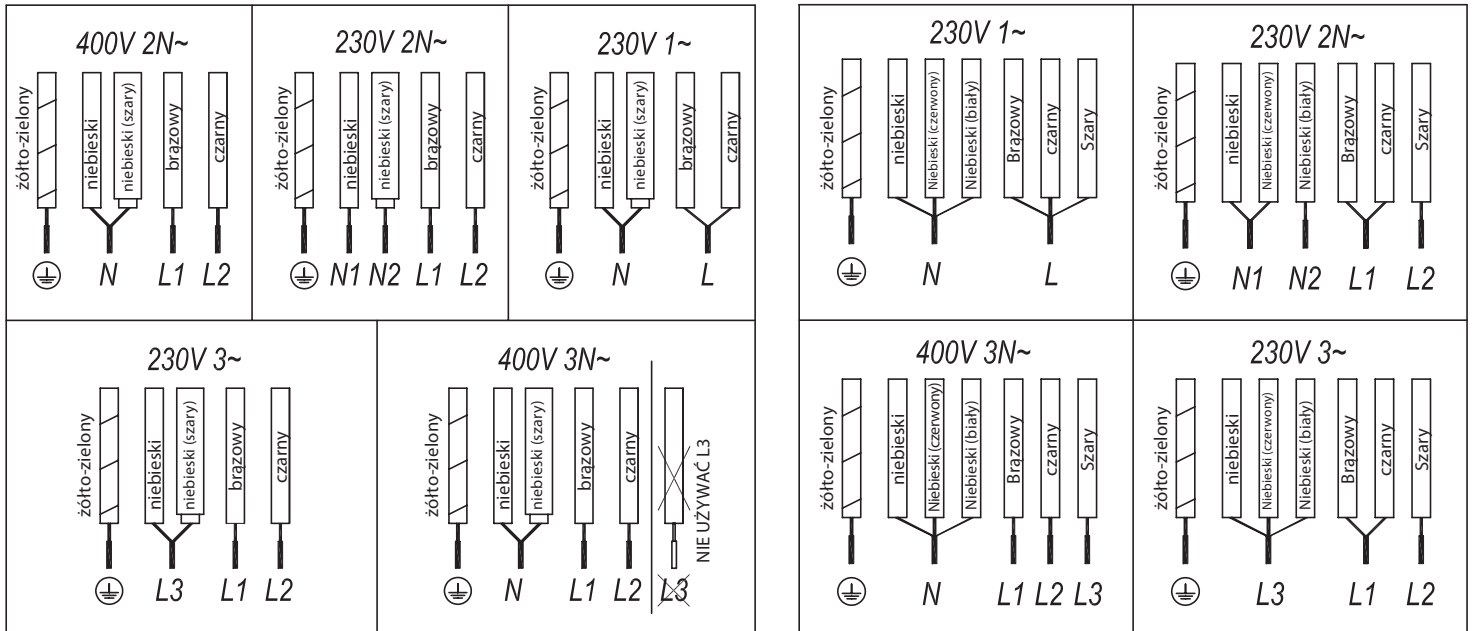 400V 2N~
żółto-zielony
niebieski
niebieski (szary)
brązowy
czarny
N
L1
L2
230V 2N~
żółto-zielony
niebieski
niebieski (szary)
brązowy
czarny
N1
N2
L1
L2
230V 1~
żółto-zielony
niebieski
niebieski (szary)
brązowy
czarny
N
L
230V 3~
żółto-zielony
niebieski
niebieski (szary)
brązowy
czarny
L3
L1
L2
400V 3N~
żółto-zielony
niebieski
niebieski (szary)
brązowy
czarny
NIE UŻYWAĆ L3
N
L1
L2
L3
230V 1~
żółto-zielony
niebieski
Niebieski (czerwony)
Niebieski (biały)
Brązowy
czarny
Szary
N
L
230V 2N~
żółto-zielony
niebieski
Niebieski (czerwony)
Niebieski (biały)
Brązowy
czarny
Szary
N1
N2
L1
L2
400V 3N~
żółto-zielony
niebieski
Niebieski (czerwony)
Niebieski (biały)
Brązowy
czarny
Szary
N
L1
L2
L3
230V 3~
żółto-zielony
niebieski
Niebieski (czerwony)
Niebieski (biały)
Brązowy
czarny
Szary
L3
L1
L2